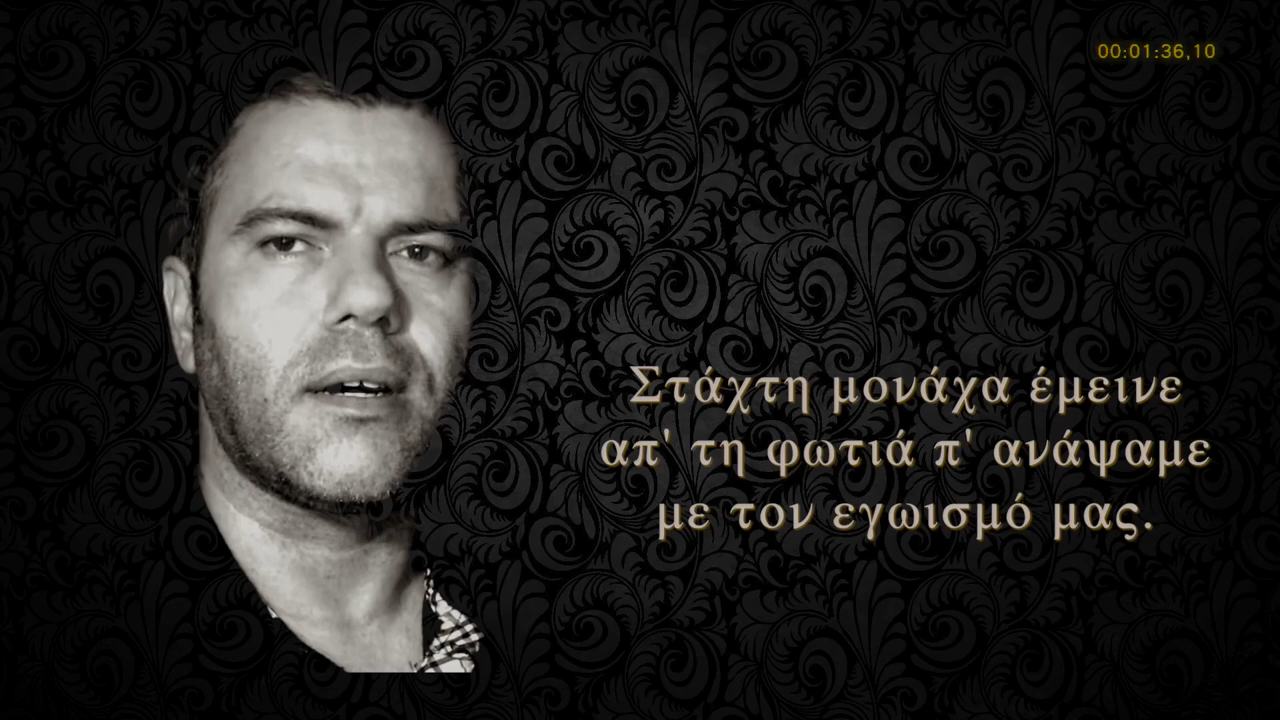 00:01:36,10
Στάχτη μονάχα έμεινε
απ' τη φωτιά π' ανάψαμε
με τον εγωισμό μας.